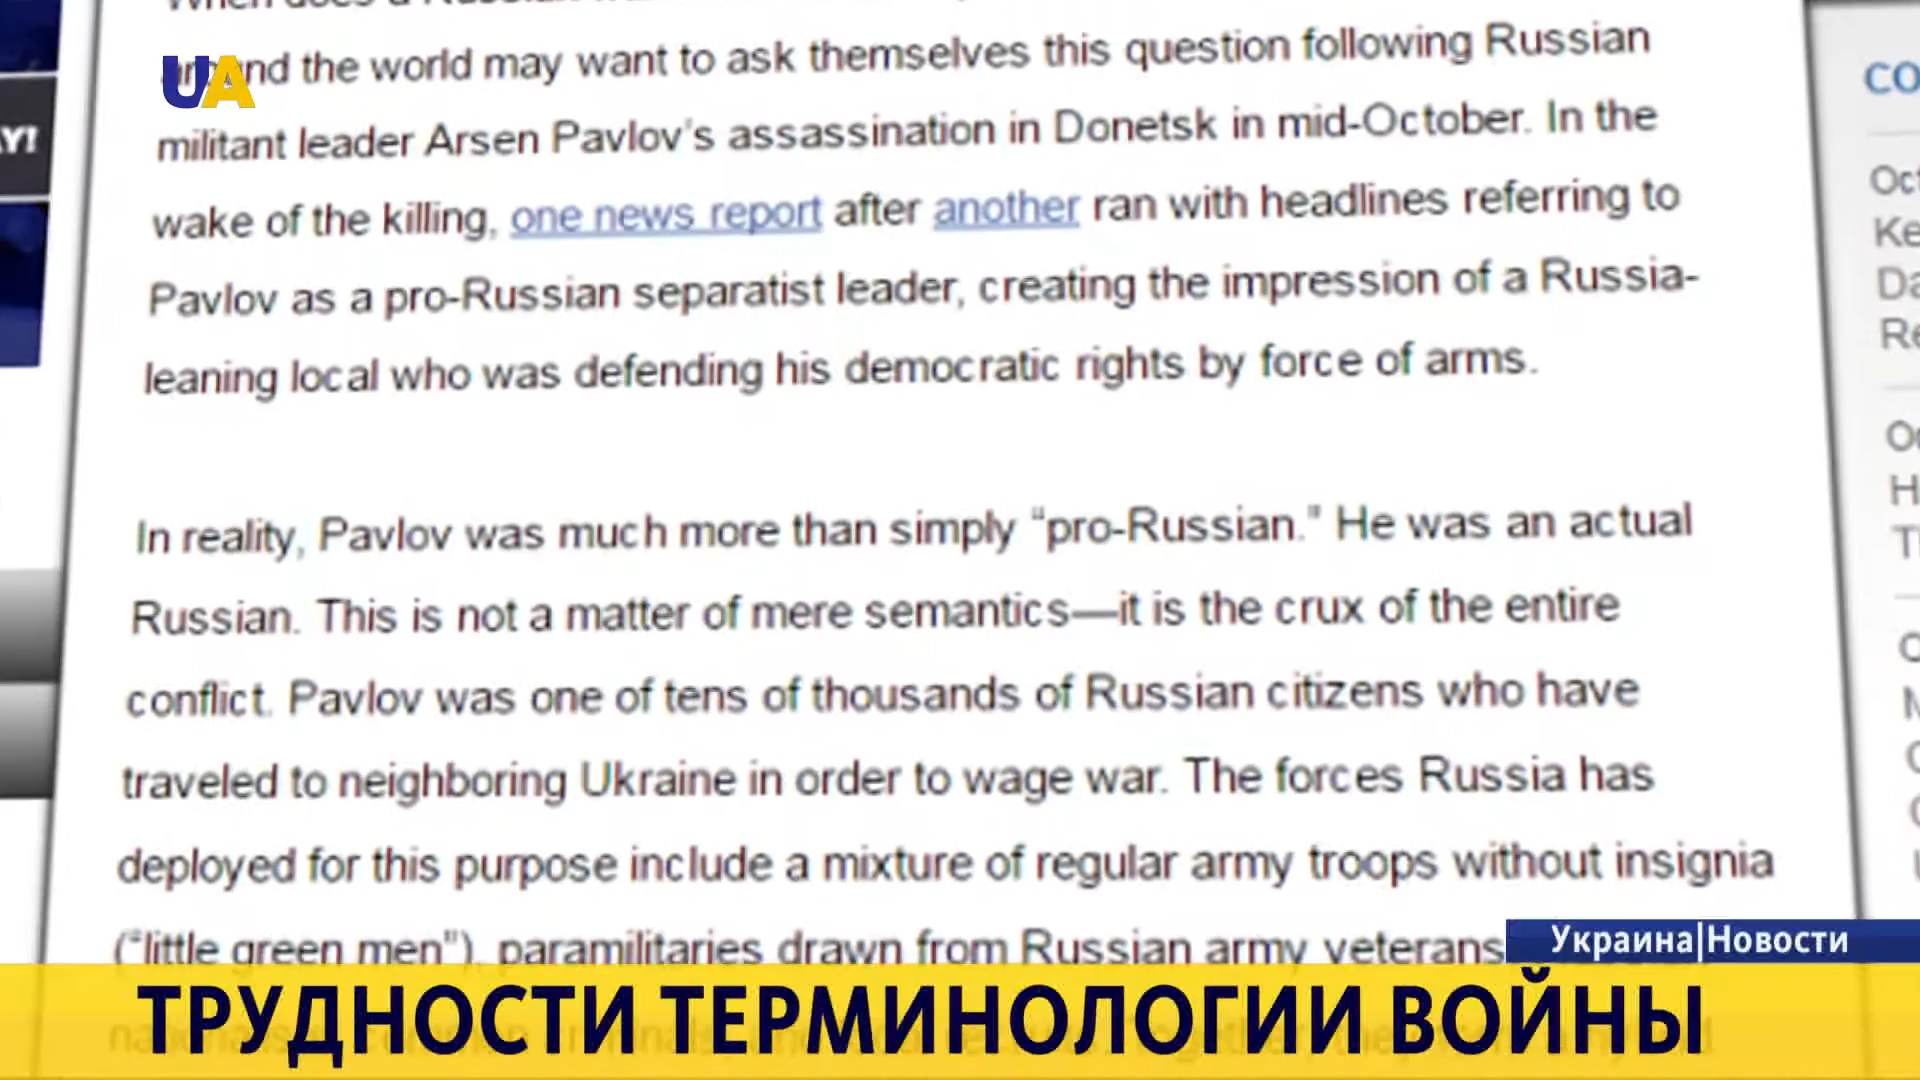 When does a Russian
around the world may want to ask themselves this question following Russian
militant leader Arsen Pavlov's assassination in Donetsk in mid-October. In the
wake of the killing, one news report after another ran with headlines referring to
Pavlov as a pro-Russian separatist leader, creating the impression of a Russia-
leaning local who was defending his democratic rights by force of arms.
In reality, Pavlov was much more than simply “pro-Russian.” He was an actual
Russian. This is not a matter of mere semantics—it is the crux of the entire
conflict. Pavlov was one of tens of thousands of Russian citizens who have
traveled to neighboring Ukraine in order to wage war. The forces Russia has
deployed for this purpose include a mixture of regular army troops without insignia
(“little green men"), paramilitaries drawn from Russian army veterans
UA
Украина|Новости
ТРУДНОСТИ ТЕРМИНОЛОГИИ ВОЙНЫ